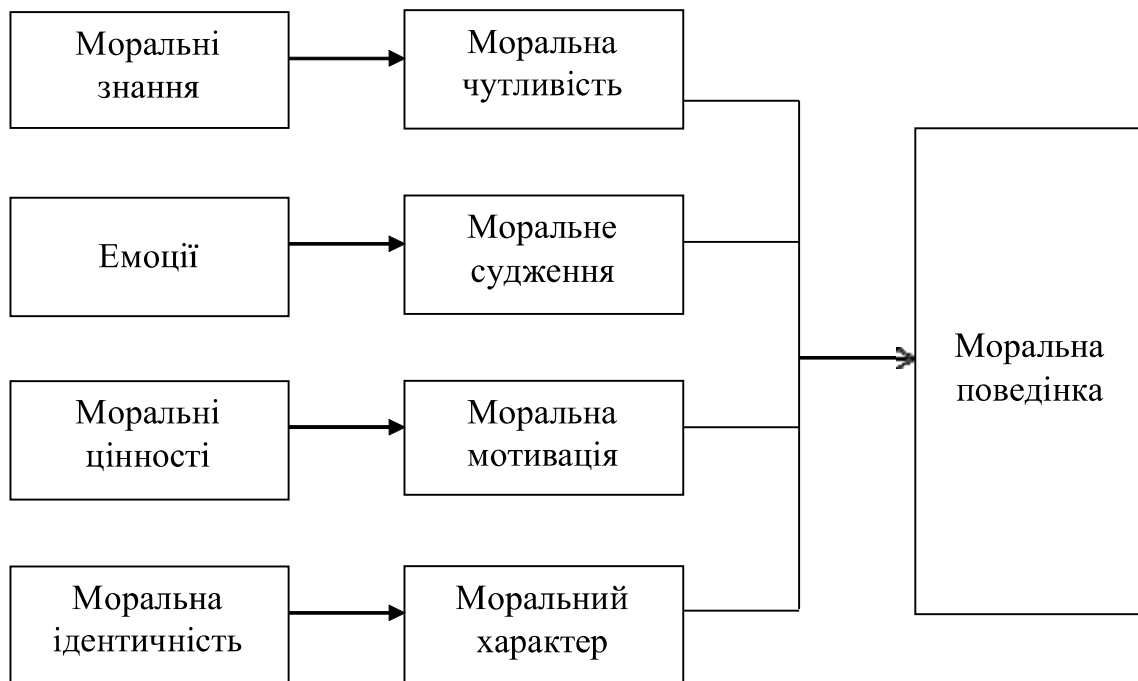 Моральні
знання
Моральна
чутливість
Емоції
Моральне
судження
Моральні
цінності
Моральна
мотивація
Моральна
ідентичність
Моральний
характер
Моральна
поведінка